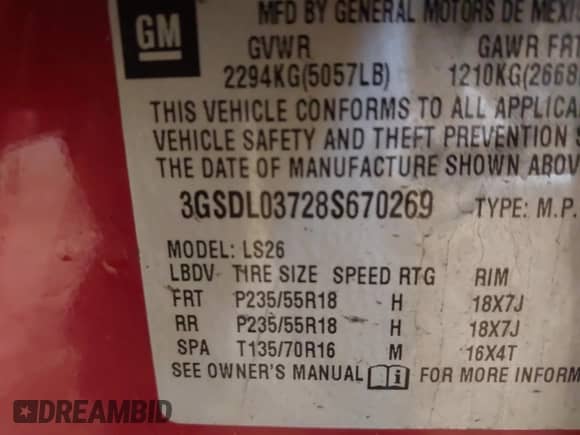 GM
MFD BY GENERAL MOTORS DE MEXI
GVWR GAWR FRT
2294KG(5057LB) 1210KG(2668
THIS VEHICLE CONFORMS TO ALL APPLICA
VEHICLE SAFETY AND THEFT PREVENTION S
THE DATE OF MANUFACTURE SHOWN ABOV
3GSDL03728S670269 TYPE: M.P.
MODEL: LS26
LBDV TIRE SIZE SPEED RTG RIM
FRT P235/55R18 H 18X7J
RR P235/55R18 H 18X7J
SPA T135/70R16 M 16X4T
SEE OWNER'S MANUAL i FOR MORE INFORM
DREAMBID